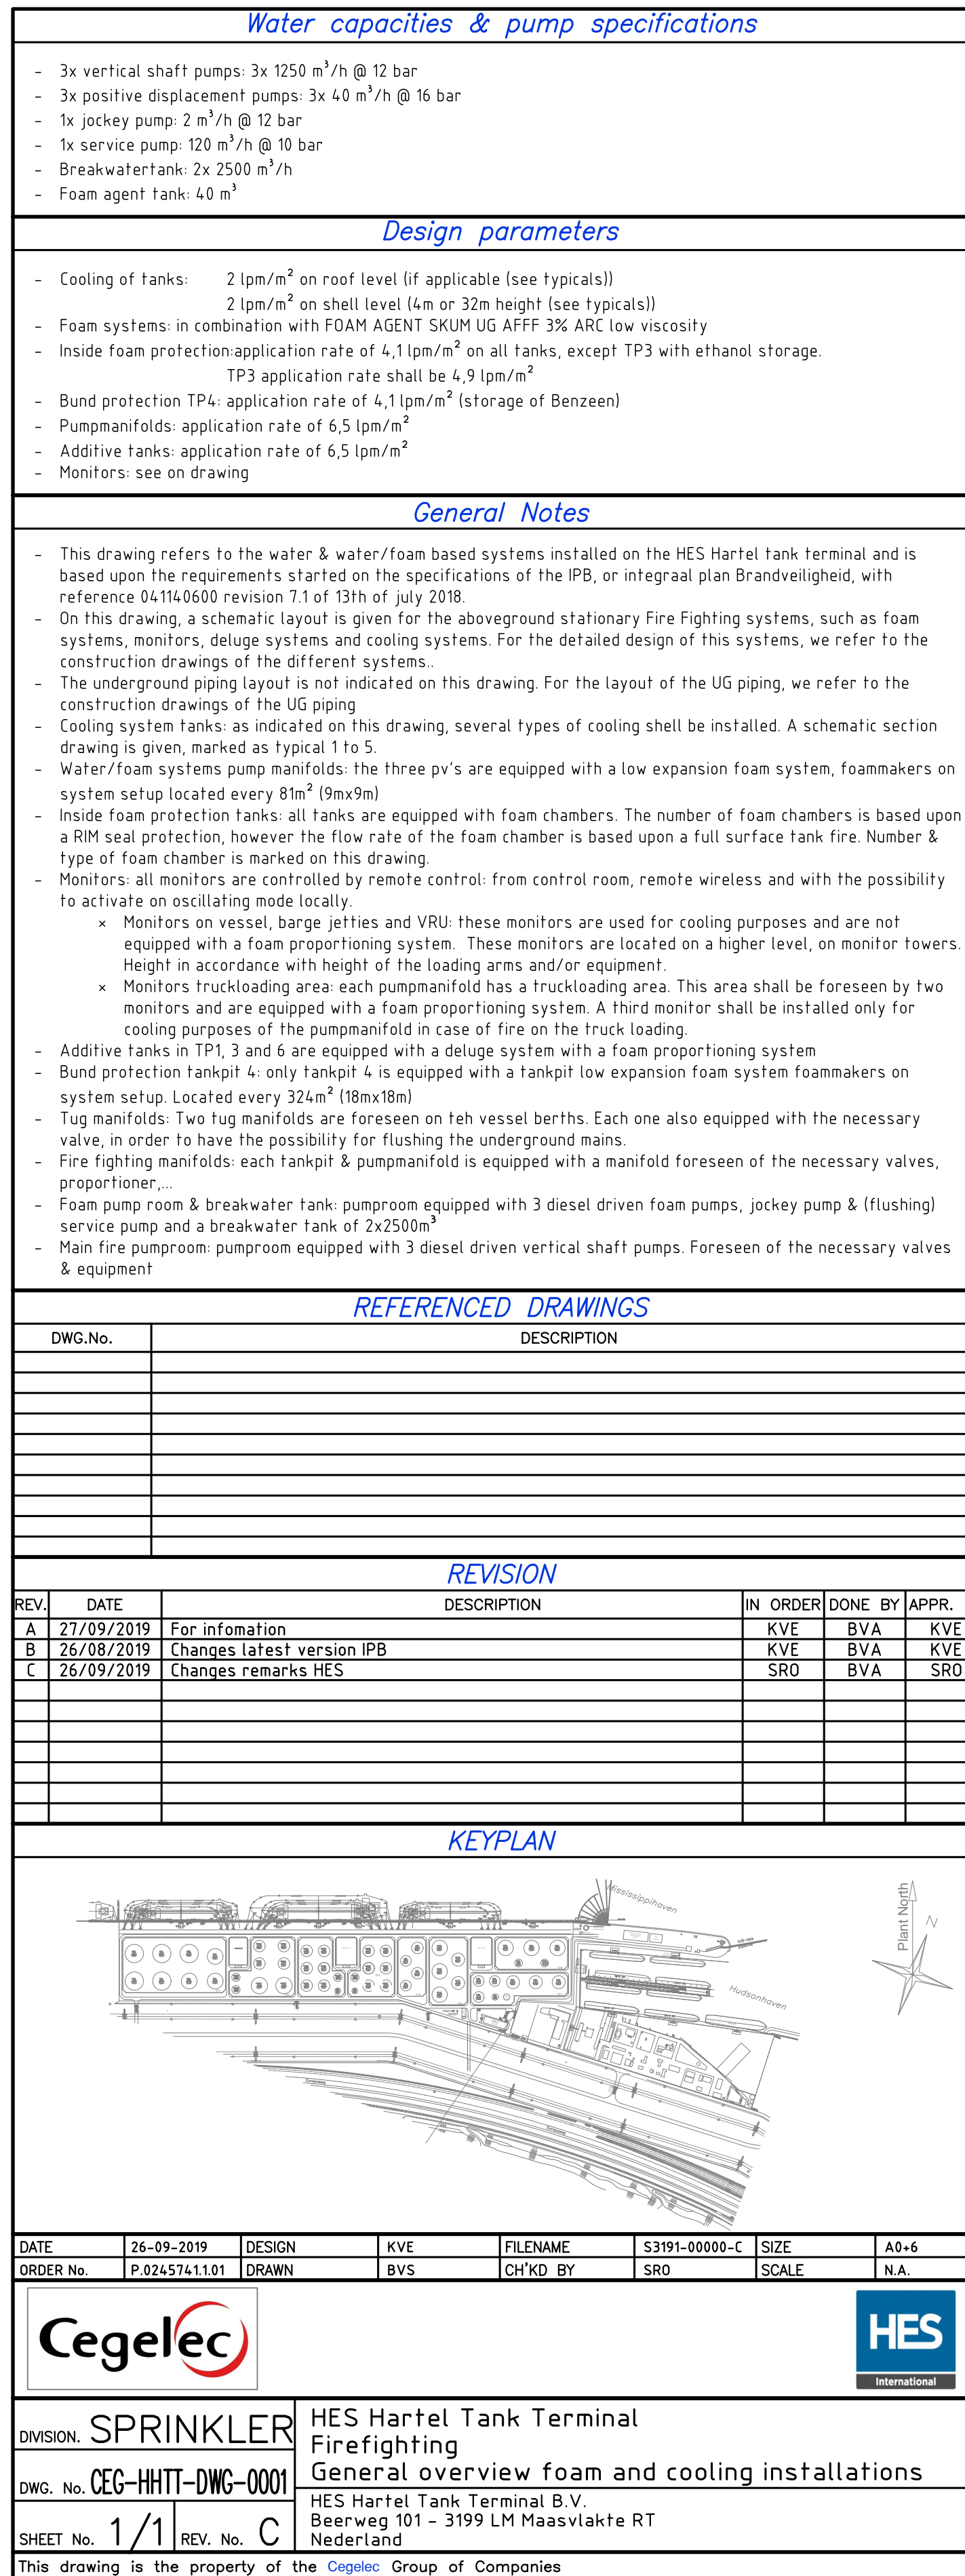 Water capacities & pump specifications
- 3x vertical shaft pumps: 3x 1250 m³/h @ 12 bar
- 3x positive displacement pumps: 3x 40 m³/h @ 16 bar
- 1x jockey pump: 2 m³/h @ 12 bar
- 1x service pump: 120 m³/h @ 10 bar
- Breakwatertank: 2x 2500 m³/h
- Foam agent tank: 40 m³
Design parameters
- Cooling of tanks: 2 lpm/m² on roof level (if applicable (see typicals))
2 lpm/m² on shell level (4m or 32m height (see typicals))
- Foam systems: in combination with FOAM AGENT SKUM UG AFFF 3% ARC low viscosity
- Inside foam protection:application rate of 4,1 lpm/m² on all tanks, except TP3 with ethanol storage.
TP3 application rate shall be 4,9 lpm/m²
- Bund protection TP4: application rate of 4,1 lpm/m² (storage of Benzeen)
- Pumpmanifolds: application rate of 6,5 lpm/m²
- Additive tanks: application rate of 6,5 lpm/m²
- Monitors: see on drawing
General Notes
- This drawing refers to the water & water/foam based systems installed on the HES Hartel tank terminal and is
based upon the requirements started on the specifications of the IPB, or integraal plan Brandveiligheid, with
reference 041140600 revision 7.1 of 13th of july 2018.
- On this drawing, a schematic layout is given for the aboveground stationary Fire Fighting systems, such as foam
systems, monitors, deluge systems and cooling systems. For the detailed design of this systems, we refer to the
construction drawings of the different systems..
- The underground piping layout is not indicated on this drawing. For the layout of the UG piping, we refer to the
construction drawings of the UG piping
- Cooling system tanks: as indicated on this drawing, several types of cooling shell be installed. A schematic section
drawing is given, marked as typical 1 to 5.
- Water/foam systems pump manifolds: the three pv's are equipped with a low expansion foam system, foammakers on
system setup located every 81m² (9mx9m)
- Inside foam protection tanks: all tanks are equipped with foam chambers. The number of foam chambers is based upon
a RIM seal protection, however the flow rate of the foam chamber is based upon a full surface tank fire. Number &
type of foam chamber is marked on this drawing.
- Monitors: all monitors are controlled by remote control: from control room, remote wireless and with the possibility
to activate on oscillating mode locally.
× Monitors on vessel, barge jetties and VRU: these monitors are used for cooling purposes and are not
equipped with a foam proportioning system. These monitors are located on a higher level, on monitor towers.
Height in accordance with height of the loading arms and/or equipment.
× Monitors truckloading area: each pumpmanifold has a truckloading area. This area shall be foreseen by two
monitors and are equipped with a foam proportioning system. A third monitor shall be installed only for
cooling purposes of the pumpmanifold in case of fire on the truck loading.
- Additive tanks in TP1, 3 and 6 are equipped with a deluge system with a foam proportioning system
- Bund protection tankpit 4: only tankpit 4 is equipped with a tankpit low expansion foam system foammakers on
system setup. Located every 324m² (18mx18m)
- Tug manifolds: Two tug manifolds are foreseen on teh vessel berths. Each one also equipped with the necessary
valve, in order to have the possibility for flushing the underground mains.
- Fire fighting manifolds: each tankpit & pumpmanifold is equipped with a manifold foreseen of the necessary valves,
proportioner,...
- Foam pump room & breakwater tank: pumproom equipped with 3 diesel driven foam pumps, jockey pump & (flushing)
service pump and a breakwater tank of 2x2500m³
- Main fire pumproom: pumproom equipped with 3 diesel driven vertical shaft pumps. Foreseen of the necessary valves
& equipment
REFERENCED DRAWINGS
DWG.No. DESCRIPTION
REVISION
REV. DATE DESCRIPTION IN ORDER DONE BY APPR.
A 27/09/2019 For infomation KVE BVA KVE
B 26/08/2019 Changes latest version IPB KVE BVA KVE
C 26/09/2019 Changes remarks HES SRO BVA SRO
KEYPLAN
Mississippihaven
Plant North
N
Hudsonhaven
DATE 26-09-2019 DESIGN KVE FILENAME S3191-00000-C SIZE A0+6
ORDER No. P.0245741.1.01 DRAWN BVS CH'KD BY SRO SCALE N.A.
Cegelec
HES
International
DIVISION. SPRINKLER
DWG. No. CEG-HHTT-DWG-0001
SHEET No. 1/1 REV. No. C
HES Hartel Tank Terminal
Firefighting
General overview foam and cooling installations
HES Hartel Tank Terminal B.V.
Beerweg 101 - 3199 LM Maasvlakte RT
Nederland
This drawing is the property of the Cegelec Group of Companies